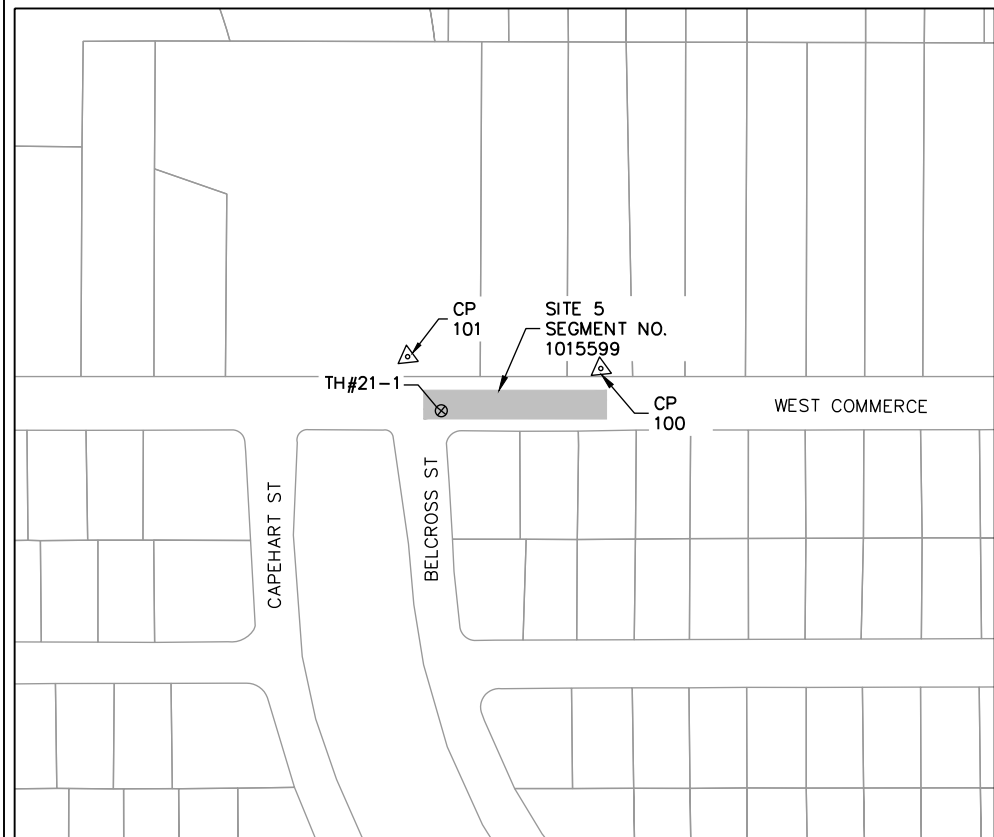 CP
101
SITE 5
SEGMENT NO.
1015599
TH#21-1
CP
100
WEST COMMERCE
CAPEHART ST
BELCROSS ST